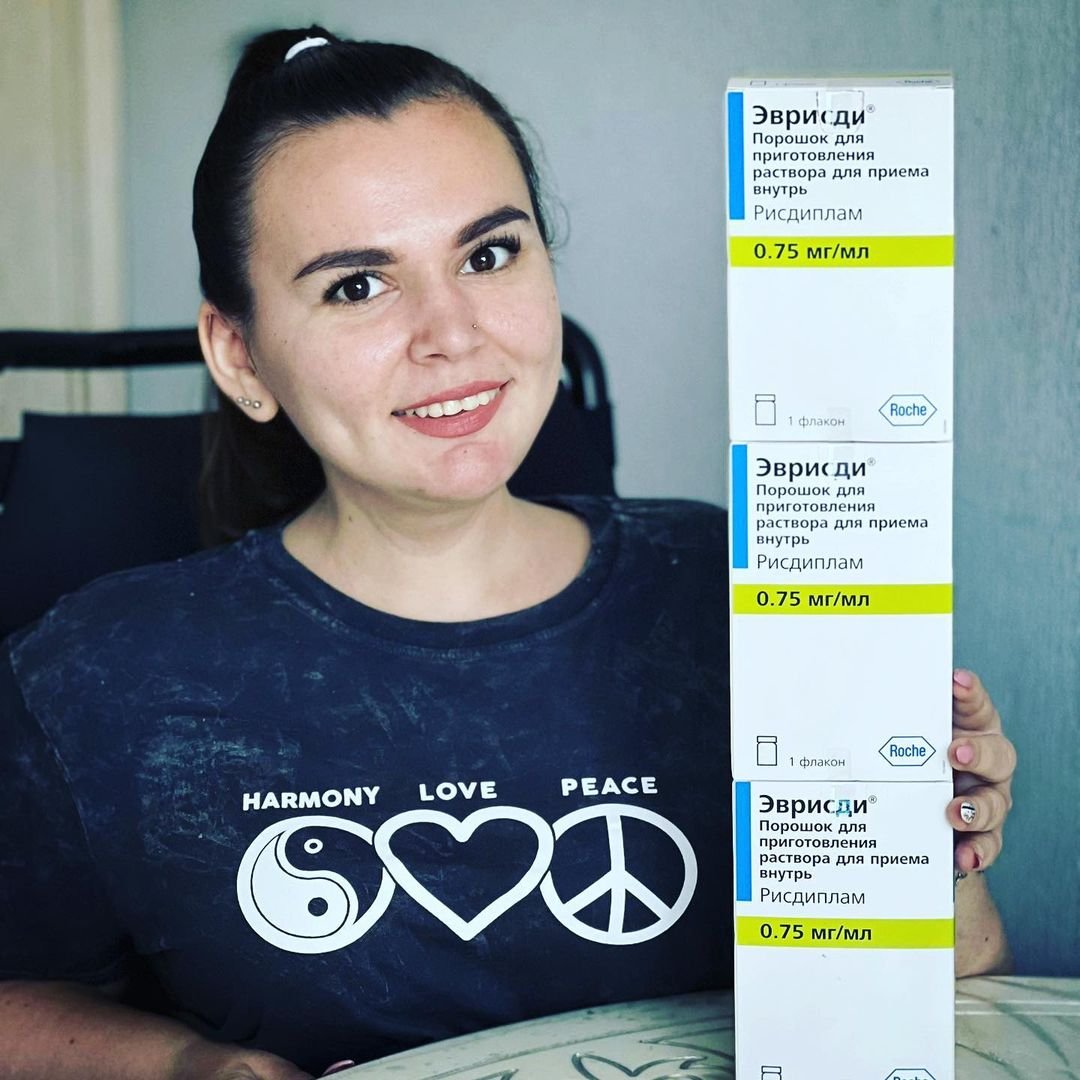 HARMONY LOVE PEACE
Эврисди®
Порошок для
приготовления
раствора для приема
внутрь
Рисдиплам
0.75 мг/мл
1 флакон
Roche
Эврисди®
Порошок для
приготовления
раствора для приема
внутрь
Рисдиплам
0.75 мг/мл
1 флакон
Roche
Эврисди®
Порошок для
приготовления
раствора для приема
внутрь
Рисдиплам
0.75 мг/мл